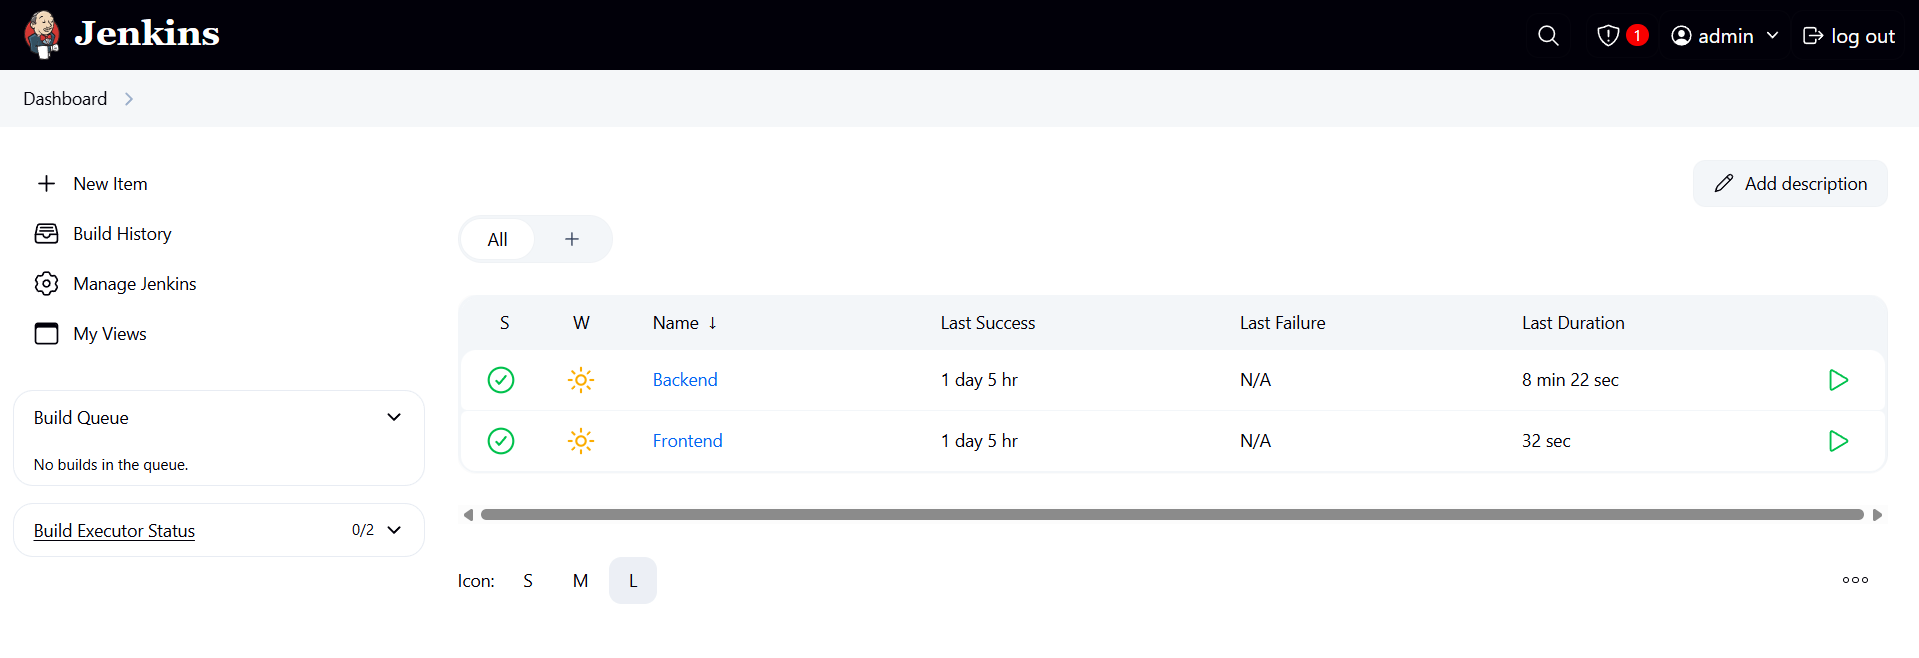 Jenkins
1
admin
log out
Dashboard
New Item
Build History
Manage Jenkins
My Views
Build Queue
No builds in the queue.
Build Executor Status 0/2
Add description
All +
S W Name ↓ Last Success Last Failure Last Duration
Backend 1 day 5 hr N/A 8 min 22 sec
Frontend 1 day 5 hr N/A 32 sec
Icon: S M L